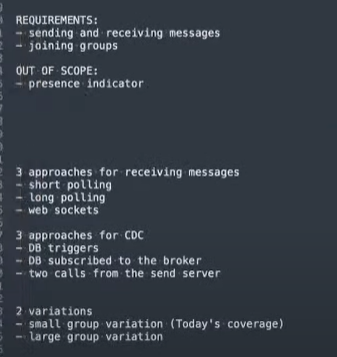 REQUIREMENTS:
- sending and receiving messages
- joining groups
OUT OF SCOPE:
- presence indicator
3 approaches for receiving messages
- short polling
- long polling
- web sockets
3 approaches for CDC
- DB triggers
- DB subscribed to the broker
- two calls from the send server
2 variations
- small group variation (Today's coverage)
- large group variation